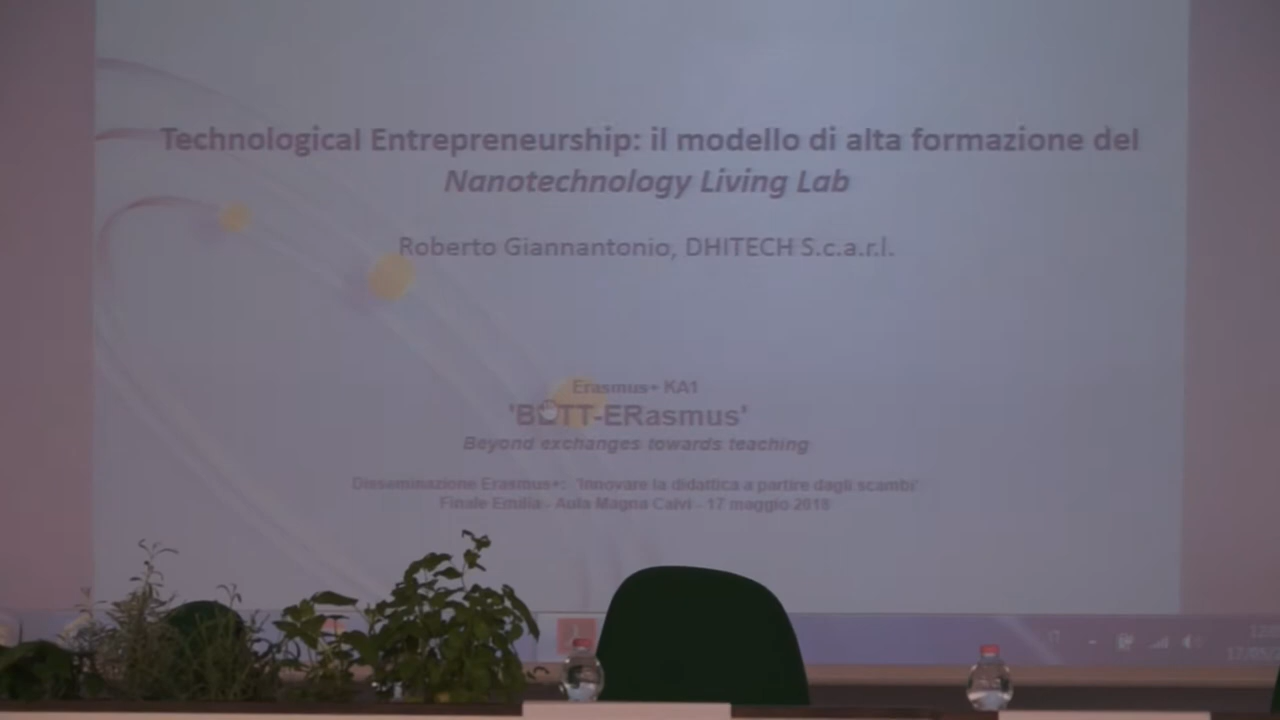 Technological Entrepreneurship: il modello di alta formazione del
Nanotechnology Living Lab
Roberto Giannantonio, DHITECH S.c.a.r.l.
Erasmus+ KA1
'BETT-ERasmus'
Beyond exchanges towards teaching
Disseminazione Erasmus+: 'Innovare la didattica a partire dagli scambi'
Finale Emilia - Aula Magna Calvi - 17 maggio 2018
IT